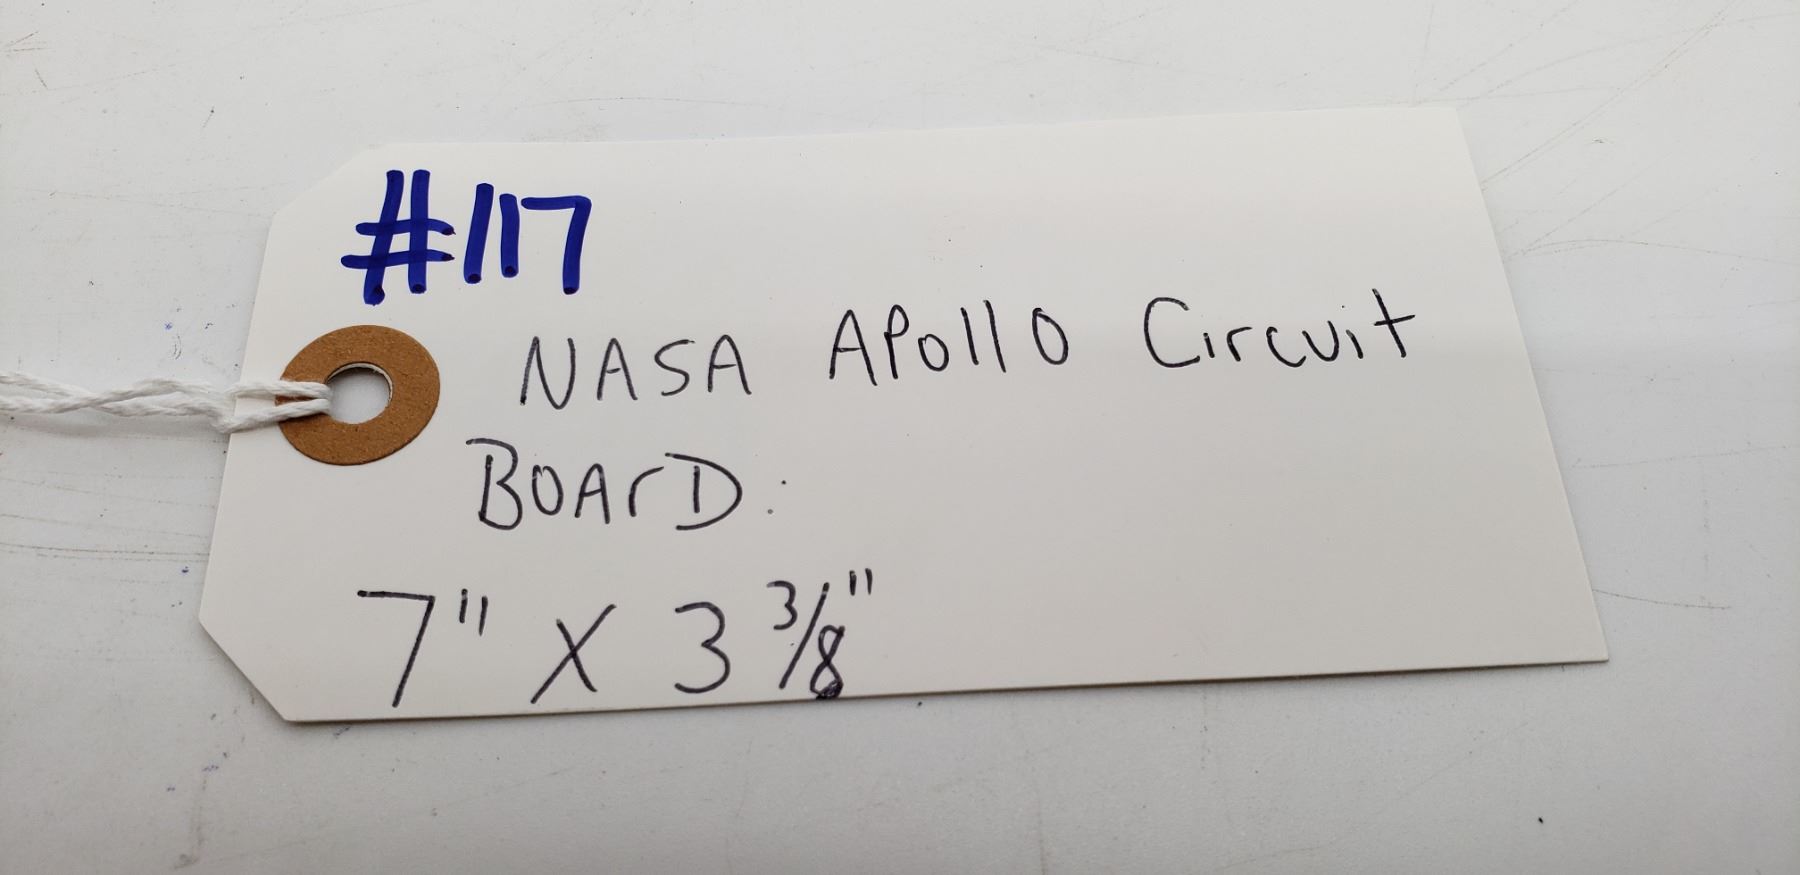 #117
NASA APollO Circuit
BOArD:
7" X 3 3/8"